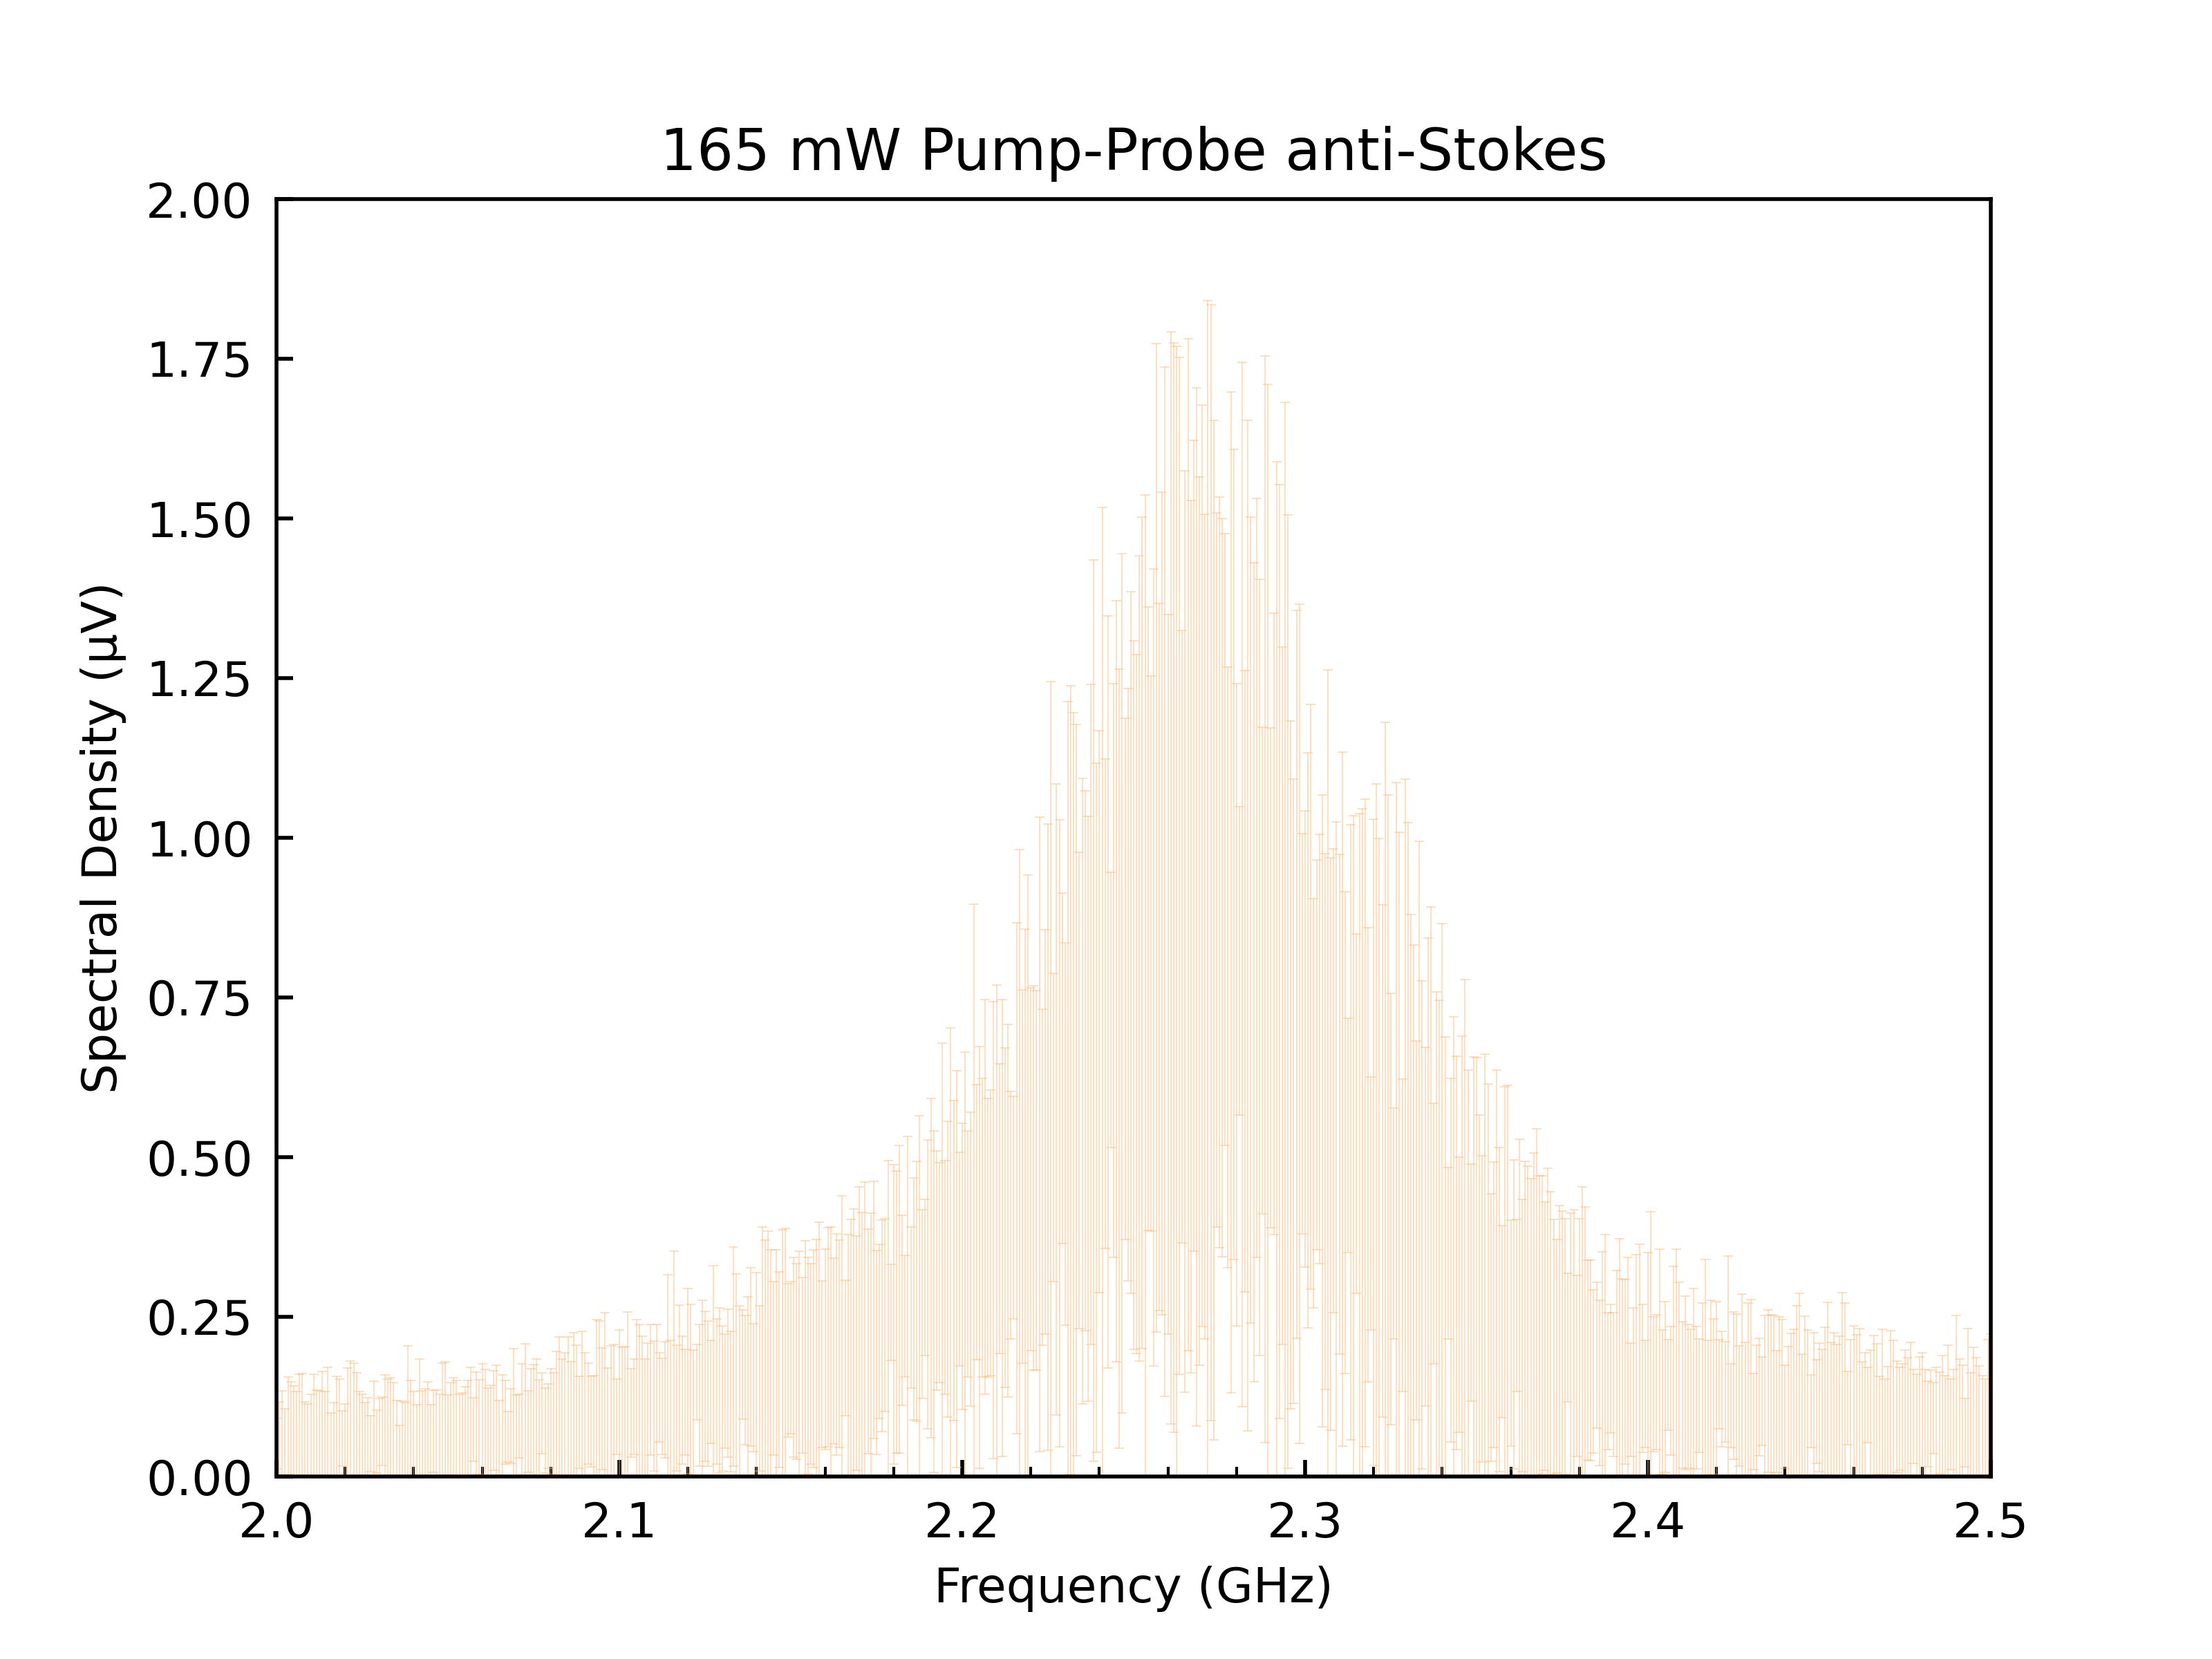 165 mW Pump-Probe anti-Stokes
2.00
1.75
1.50
1.25
1.00
0.75
0.50
0.25
0.00
Spectral Density (µV)
2.0 2.1 2.2 2.3 2.4 2.5
Frequency (GHz)